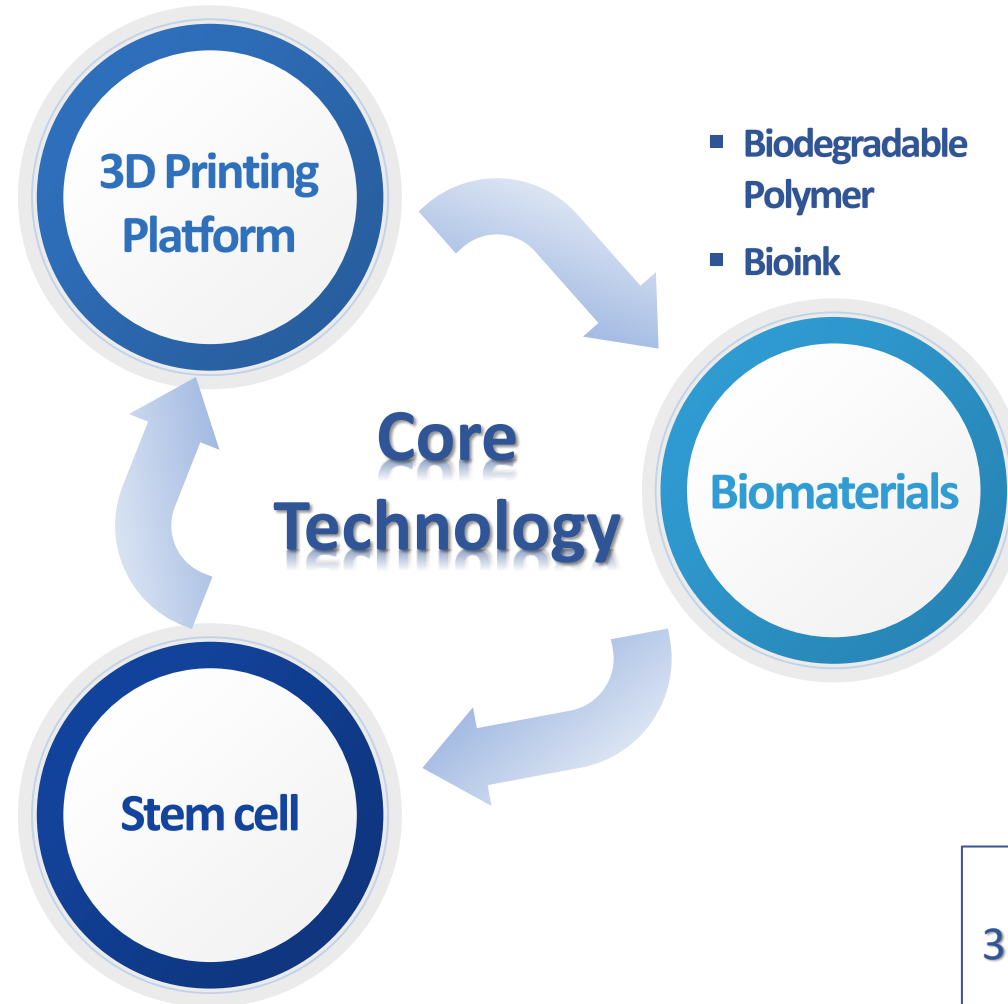 3D Printing
Platform
▪ Biodegradable
Polymer
▪ Bioink
Core
Technology
Biomaterials
Stem cell
3